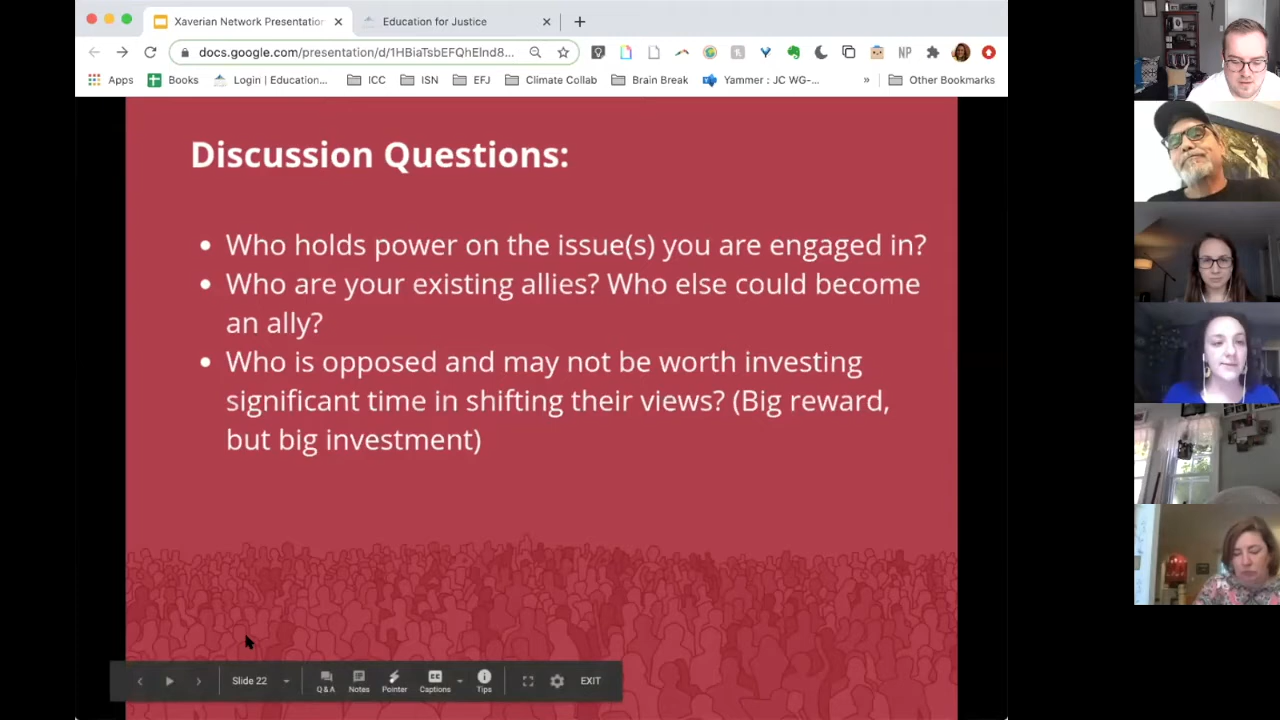 Xaverian Network Presentation
Education for Justice
docs.google.com/presentation/d/1HBiaTsbEFQhElnd8...
NP
Apps
Books
Login | Education...
ICC
ISN
EFJ
Climate Collab
Brain Break
Yammer : JC WG-...
»
Other Bookmarks
Discussion Questions:
• Who holds power on the issue(s) you are engaged in?
• Who are your existing allies? Who else could become
an ally?
• Who is opposed and may not be worth investing
significant time in shifting their views? (Big reward,
but big investment)
Slide 22
Q&A
Notes
Pointer
CC
Captions
Tips
EXIT